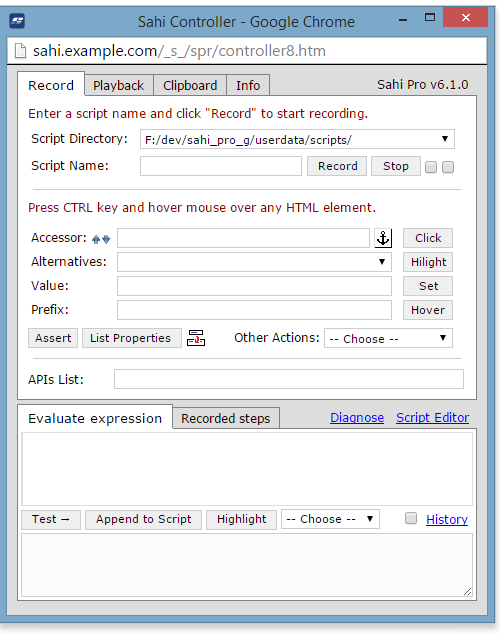 Sahi Controller - Google Chrome
sahi.example.com/_s_/spr/controller8.htm
Record Playback Clipboard Info Sahi Pro v6.1.0
Enter a script name and click "Record" to start recording.
Script Directory: F:/dev/sahi_pro_g/userdata/scripts/
Script Name: Record Stop
Press CTRL key and hover mouse over any HTML element.
Accessor: Click
Alternatives: Hilight
Value: Set
Prefix: Hover
Assert List Properties Other Actions: -- Choose --
APIs List:
Evaluate expression Recorded steps Diagnose Script Editor
Test → Append to Script Highlight -- Choose -- History